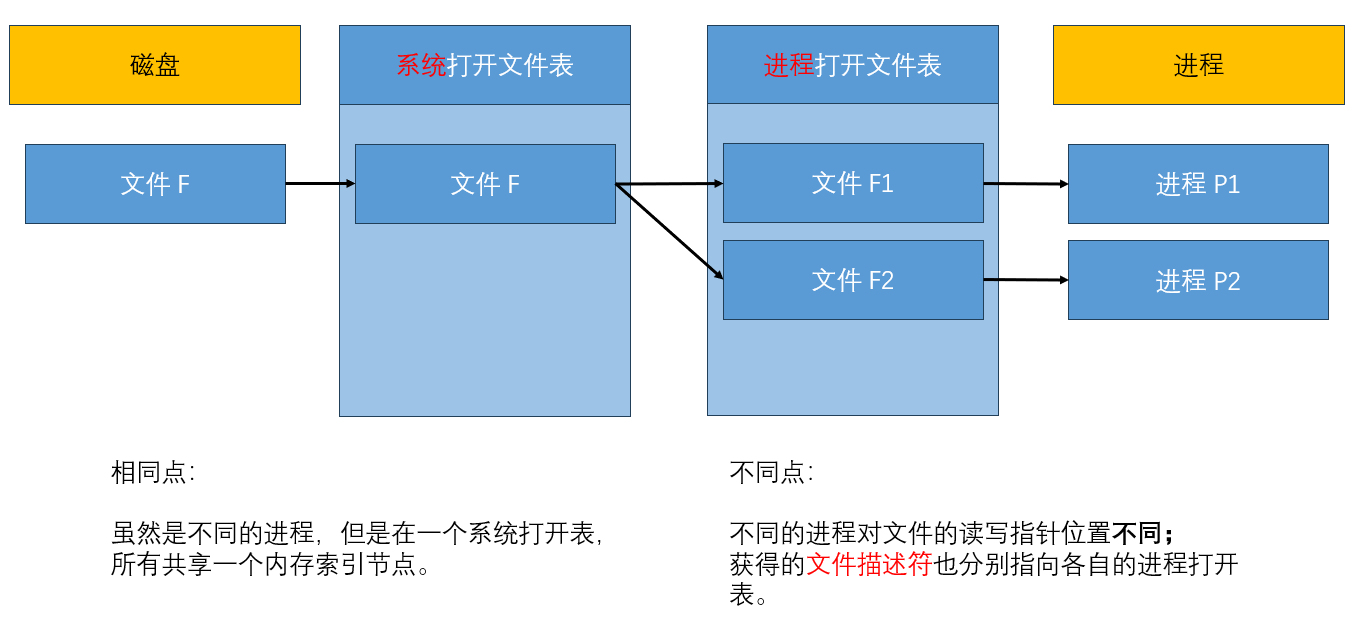 磁盘
系统打开文件表
进程打开文件表
进程
文件 F
文件 F
文件 F1
进程 P1
文件 F2
进程 P2
相同点：
虽然是不同的进程，但是在一个系统打开表，
所有共享一个内存索引节点。
不同点：
不同的进程对文件的读写指针位置不同；
获得的文件描述符也分别指向各自的进程打开
表。